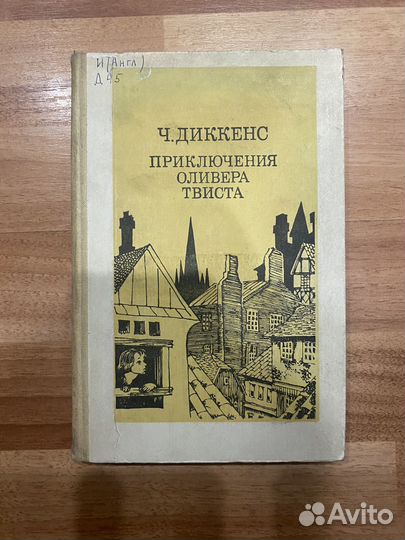 И(Англ)
Д45
Ч. ДИККЕНС
ПРИКЛЮЧЕНИЯ
ОЛИВЕРА
ТВИСТА
Avito